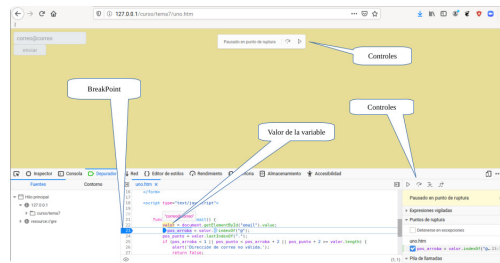 127.0.0.1/curso/tema7/uno.htm
correo@correo
enviar
Pausado en punto de ruptura
Controles
BreakPoint
Controles
Valor de la variable
Inspector
Consola
Depurador
Red
Editor de estilos
Rendimiento
Almacenamiento
Accesibilidad
Fuentes
Contorno
uno.htm
Hilo principal
127.0.0.1
curso/tema7
resource://gre
</form>
<script type="text/
valor = document.getElementById("email").value;
pos_arroba = valor.indexOf("@");
pos_punto = valor.lastIndexOf(".");
if (pos_arroba < 1 || pos_punto < pos_arroba + 2 || pos_punto + 2 >= valor.length) {
alert("Dirección de correo no válida.");
return false;
Pausado en punto de ruptura
Expresiones vigiladas
Puntos de ruptura
Detenerse en excepciones
uno.htm
pos_arroba = valor.indexOf("@
Pila de llamadas